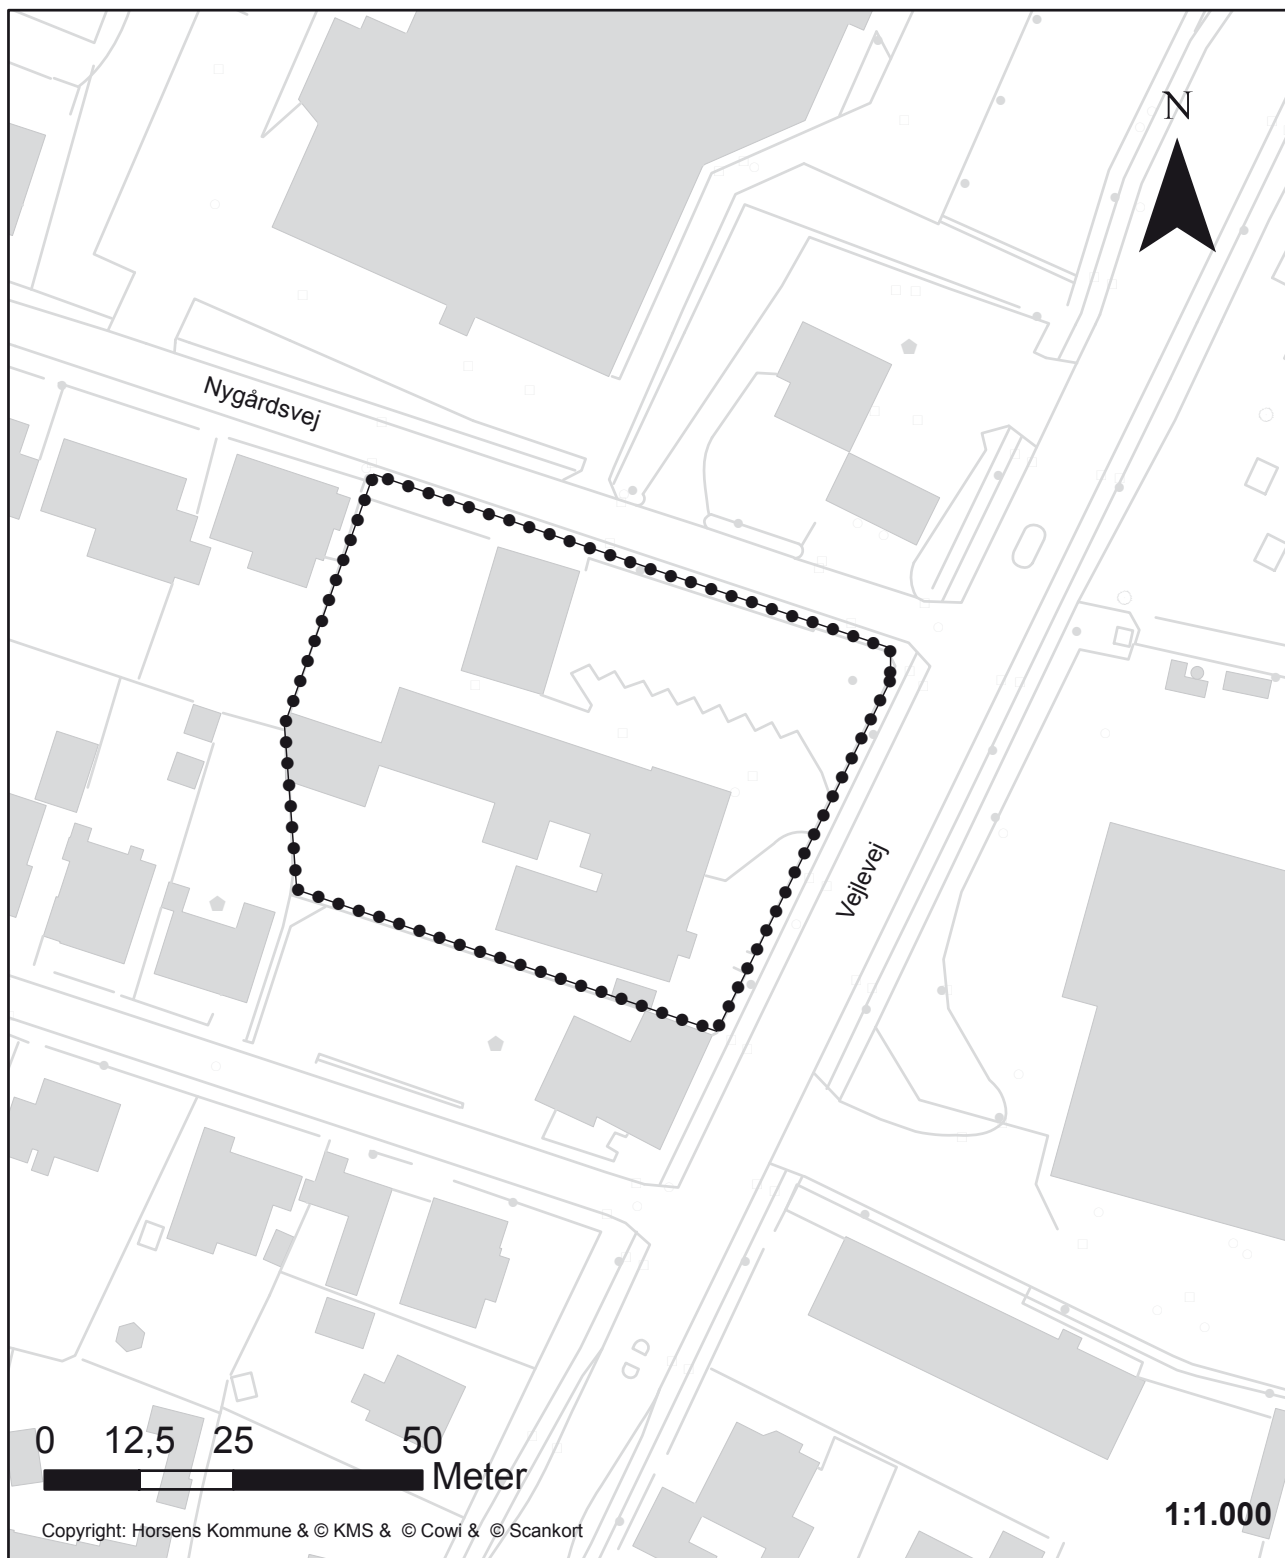 N
Nygårdsvej
Vejlevej
0 12,5 25 50
Meter
1:1.000
Copyright: Horsens Kommune & © KMS & © Cowi & © Scankort